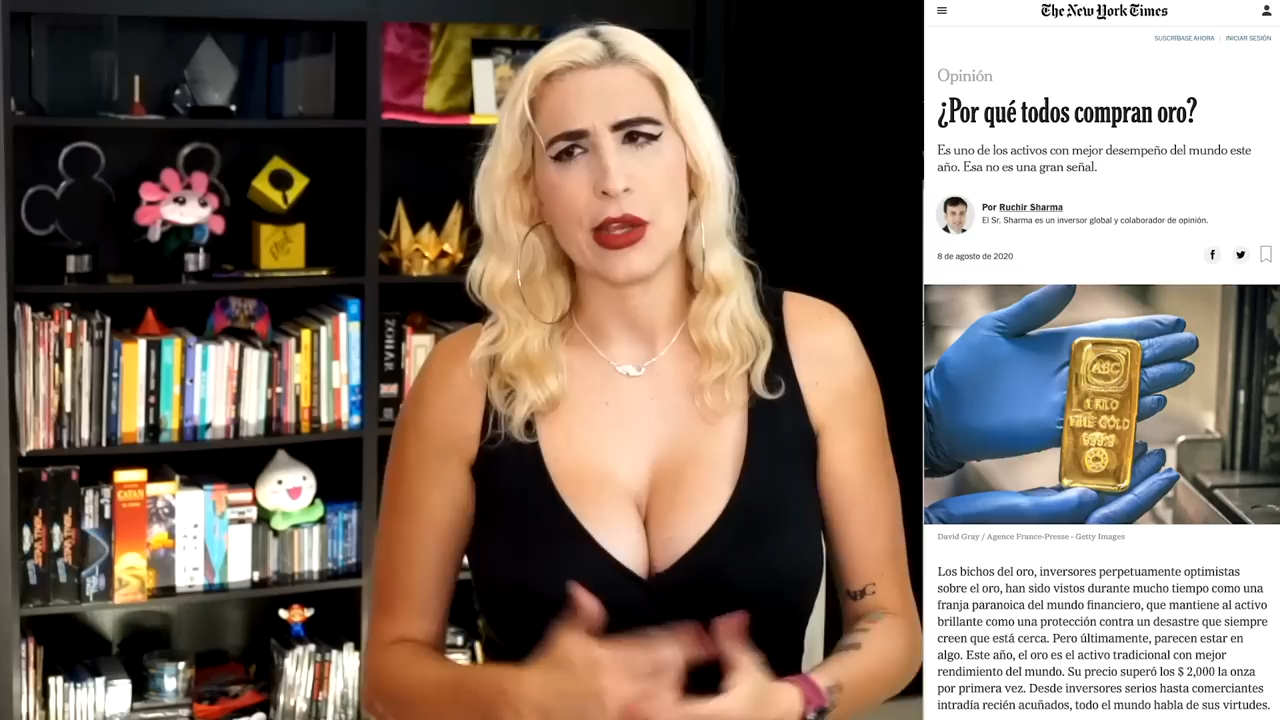 The New York Times
SUSCRÍBASE AHORA | INICIAR SESIÓN
Opinión
¿Por qué todos compran oro?
Es uno de los activos con mejor desempeño del mundo este
año. Esa no es una gran señal.
Por Ruchir Sharma
El Sr. Sharma es un inversor global y colaborador de opinión.
8 de agosto de 2020
ABC
1 KILO
FINE GOLD
999.9
David Gray / Agence France-Presse - Getty Images
Los bichos del oro, inversores perpetuamente optimistas
sobre el oro, han sido vistos durante mucho tiempo como una
franja paranoica del mundo financiero, que mantiene al activo
brillante como una protección contra un desastre que siempre
creen que está cerca. Pero últimamente, parecen estar en
algo. Este año, el oro es el activo tradicional con mejor
rendimiento del mundo. Su precio superó los $ 2,000 la onza
por primera vez. Desde inversores serios hasta comerciantes
intradía recién acuñados, todo el mundo habla de sus virtudes.
ZOHAR
CATAN
ABC